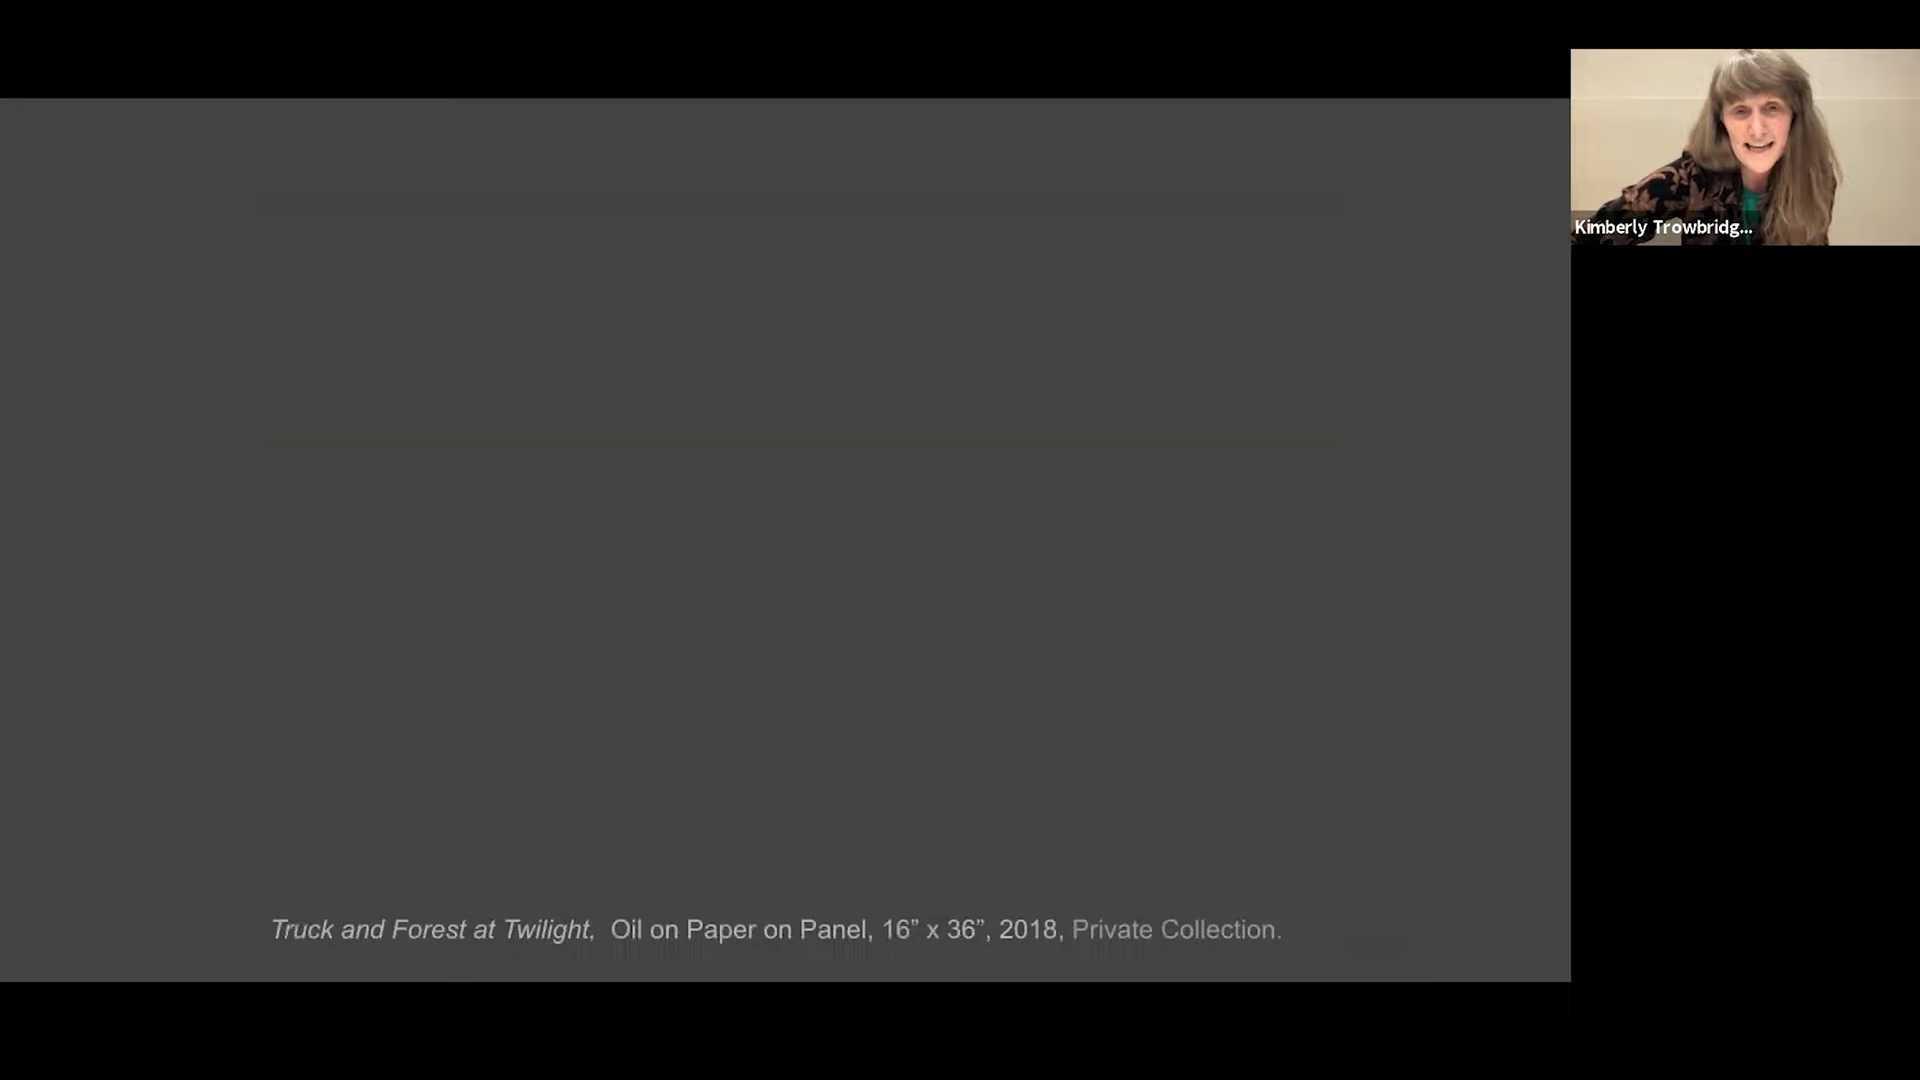 Kimberly Trowbridg...
Truck and Forest at Twilight,  Oil on Paper on Panel, 16” x 36”, 2018, Private Collection.